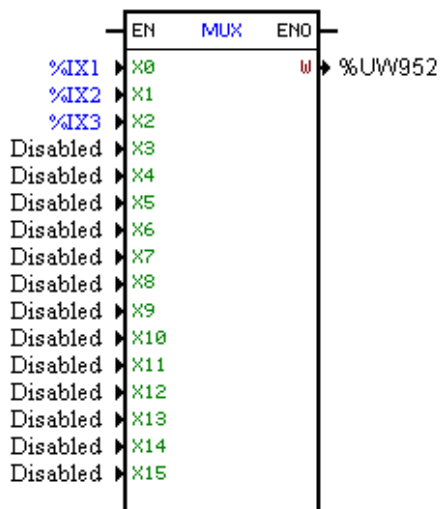 EN MUX ENO
%IX1 X0 W %UW952
%IX2 X1
%IX3 X2
Disabled X3
Disabled X4
Disabled X5
Disabled X6
Disabled X7
Disabled X8
Disabled X9
Disabled X10
Disabled X11
Disabled X12
Disabled X13
Disabled X14
Disabled X15